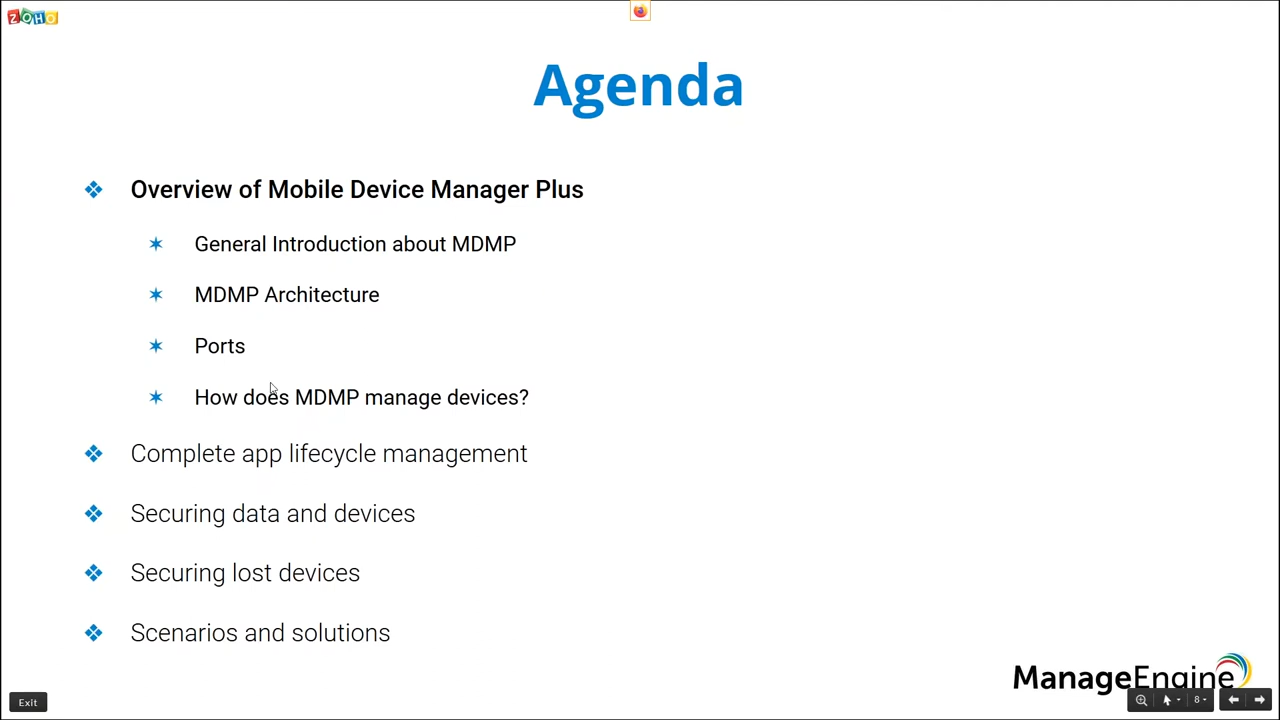 ZOHO
Agenda
Overview of Mobile Device Manager Plus
General Introduction about MDMP
MDMP Architecture
Ports
How does MDMP manage devices?
Complete app lifecycle management
Securing data and devices
Securing lost devices
Scenarios and solutions
ManageEngine
Exit
8